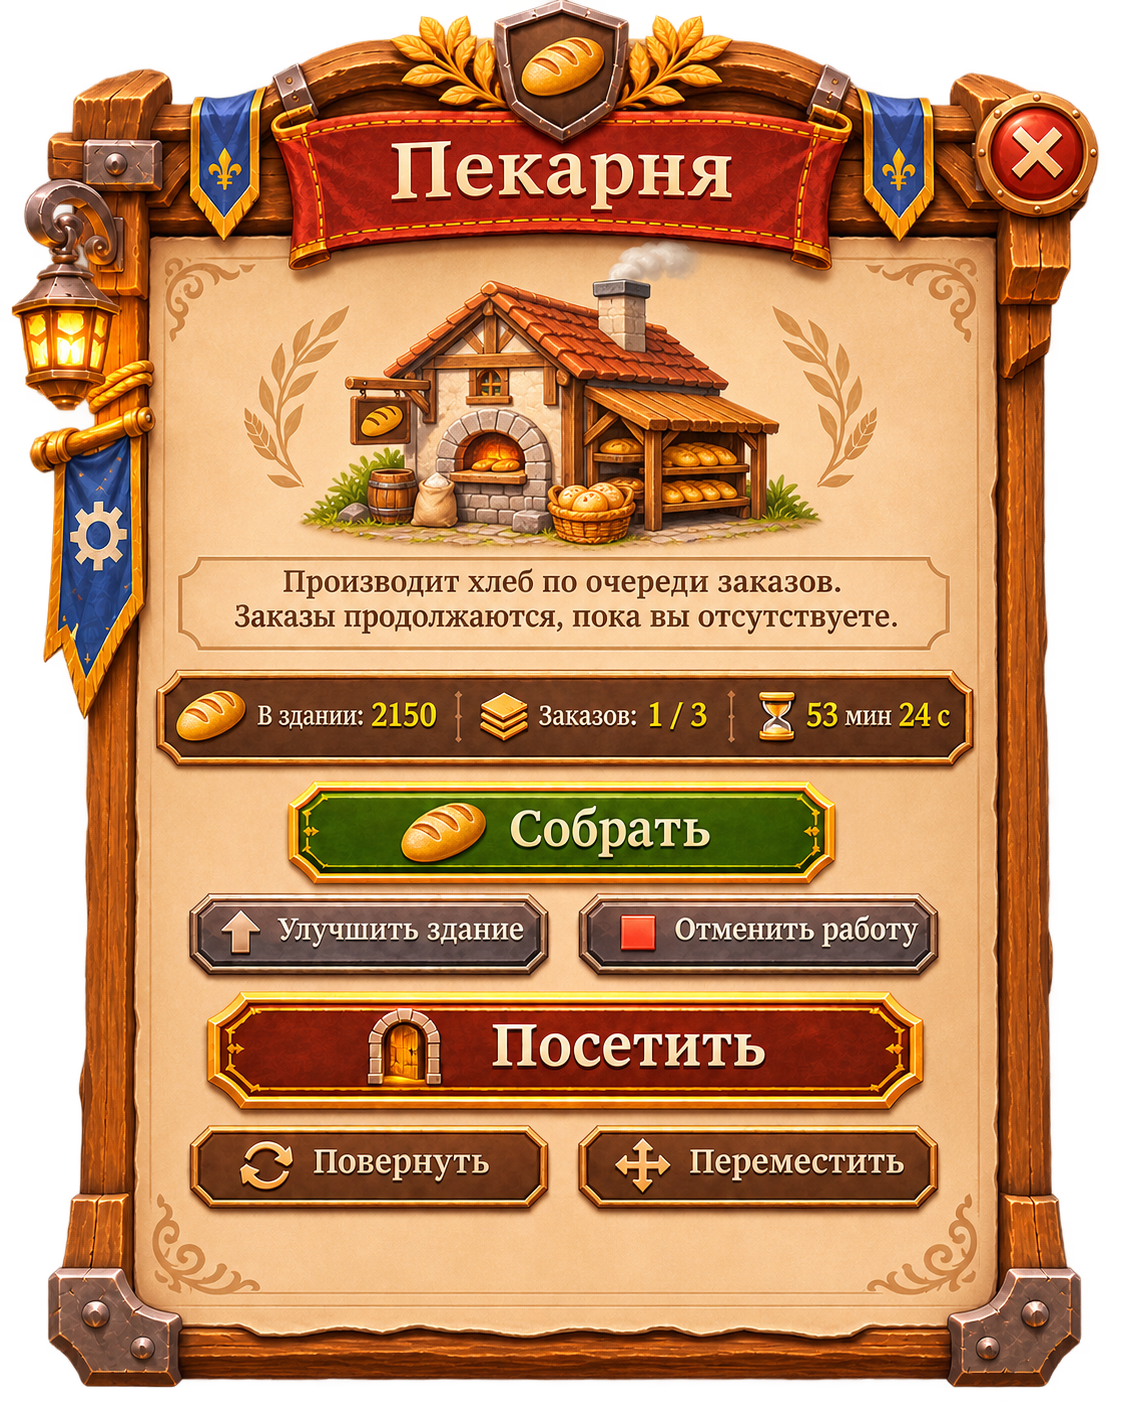 Пекарня
Производит хлеб по очереди заказов.
Заказы продолжаются, пока вы отсутствуете.
В здании: 2150 Заказов: 1 / 3 53 мин 24 с
Собрать
Улучшить здание Отменить работу
Посетить
Повернуть Переместить